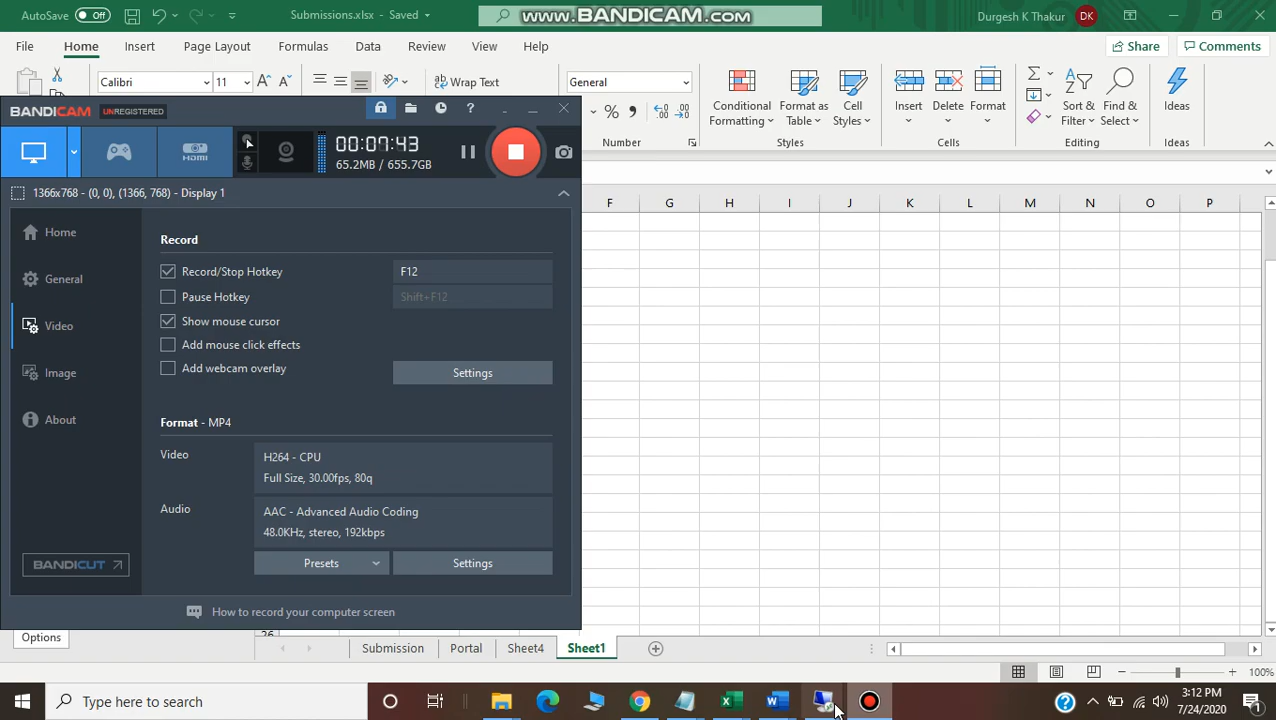 AutoSave Off Submissions.xlsx - Saved www.BANDICAM.com Durgesh K Thakur DK
File Home Insert Page Layout Formulas Data Review View Help Share Comments
Calibri 11 Wrap Text General
Conditional Formatting Format as Table Cell Styles Insert Delete Format Sort & Filter Find & Select Ideas
Number Cells Editing Ideas
BANDICAM UNREGISTERED
HDMI 00:07:43
65.2MB / 655.7GB
1366x768 - (0, 0), (1366, 768) - Display 1
F G H I J K L M N O P
Home
General
Video
Image
About
BANDICUT
Record
Record/Stop Hotkey F12
Pause Hotkey Shift+F12
Show mouse cursor
Add mouse click effects
Add webcam overlay Settings
Format - MP4
Video H264 - CPU
Full Size, 30.00fps, 80q
Audio AAC - Advanced Audio Coding
48.0KHz, stereo, 192kbps
Presets Settings
How to record your computer screen
Options
Submission Portal Sheet4 Sheet1
100%
Type here to search
3:12 PM
7/24/2020